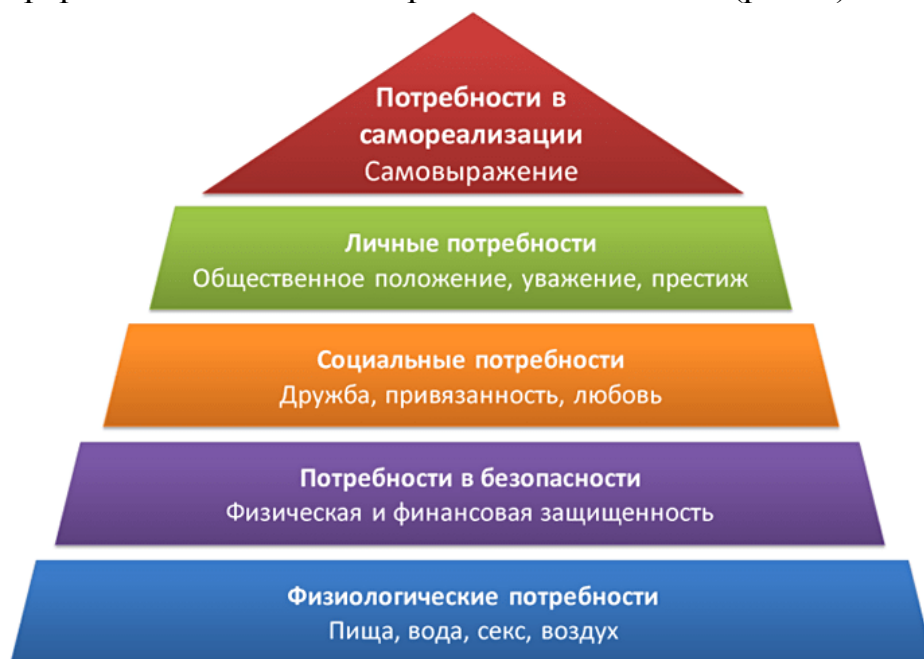 Потребности в
самореализации
Самовыражение
Личные потребности
Общественное положение, уважение, престиж
Социальные потребности
Дружба, привязанность, любовь
Потребности в безопасности
Физическая и финансовая защищенность
Физиологические потребности
Пища, вода, секс, воздух